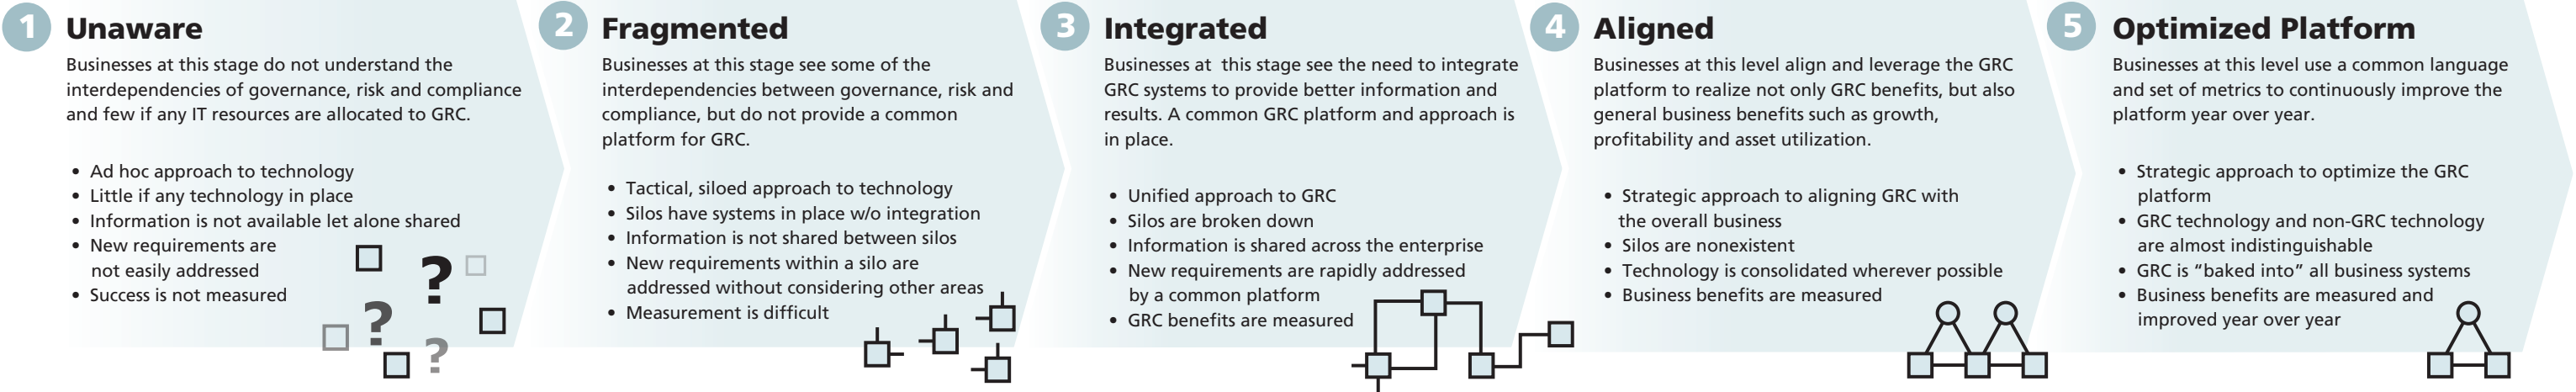 1
Unaware
Businesses at this stage do not understand the
interdependencies of governance, risk and compliance
and few if any IT resources are allocated to GRC.
• Ad hoc approach to technology
• Little if any technology in place
• Information is not available let alone shared
• New requirements are
not easily addressed
• Success is not measured
?
?
?
2
Fragmented
Businesses at this stage see some of the
interdependencies between governance, risk and
compliance, but do not provide a common
platform for GRC.
• Tactical, siloed approach to technology
• Silos have systems in place w/o integration
• Information is not shared between silos
• New requirements within a silo are
addressed without considering other areas
• Measurement is difficult
3
Integrated
Businesses at  this stage see the need to integrate
GRC systems to provide better information and
results. A common GRC platform and approach is
in place.
• Unified approach to GRC
• Silos are broken down
• Information is shared across the enterprise
• New requirements are rapidly addressed
by a common platform
• GRC benefits are measured
4
Aligned
Businesses at this level align and leverage the GRC
platform to realize not only GRC benefits, but also
general business benefits such as growth,
profitability and asset utilization.
• Strategic approach to aligning GRC with
the overall business
• Silos are nonexistent
• Technology is consolidated wherever possible
• Business benefits are measured
5
Optimized Platform
Businesses at this level use a common language
and set of metrics to continuously improve the
platform year over year.
• Strategic approach to optimize the GRC
platform
• GRC technology and non-GRC technology
are almost indistinguishable
• GRC is “baked into” all business systems
• Business benefits are measured and
improved year over year